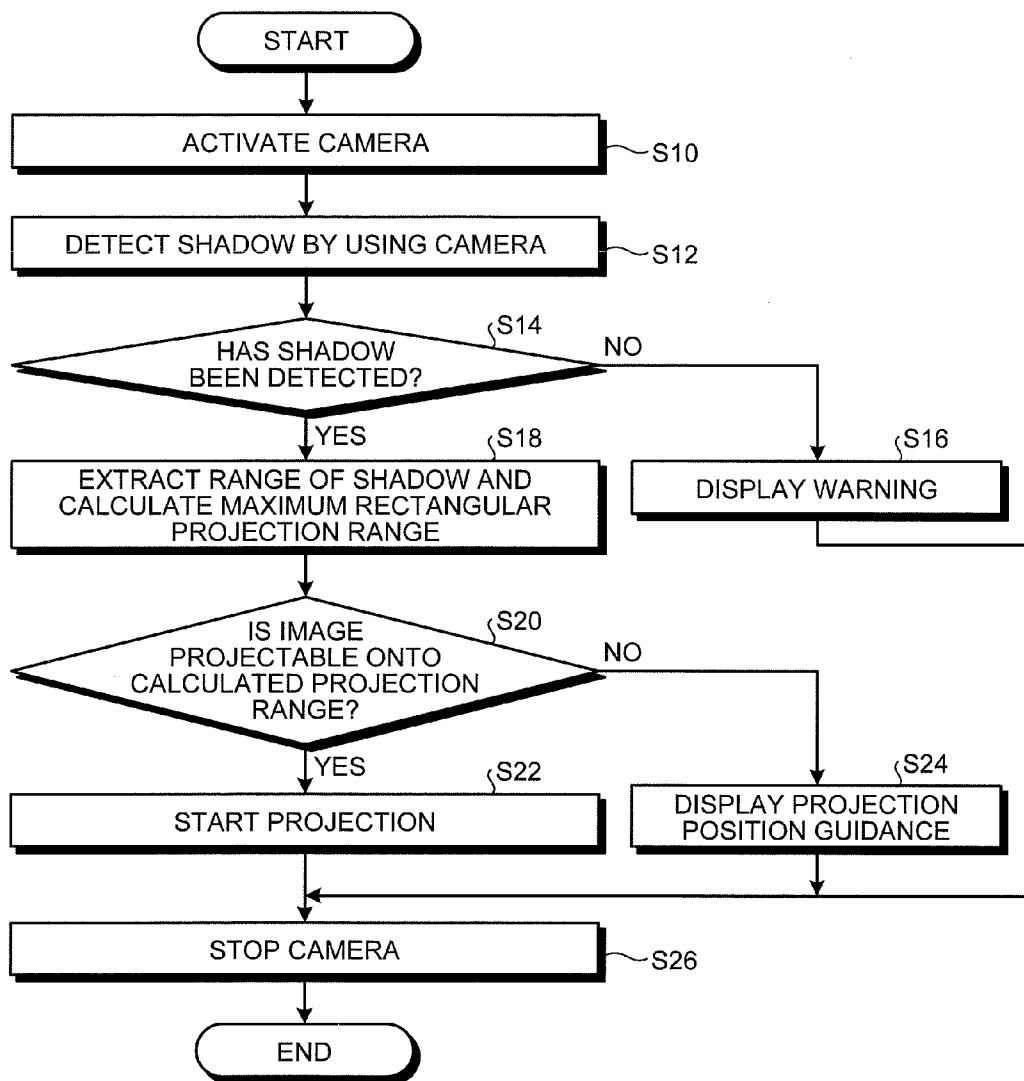 START
ACTIVATE CAMERA
S10
DETECT SHADOW BY USING CAMERA
S12
S14
HAS SHADOW
BEEN DETECTED?
NO
YES
S18
EXTRACT RANGE OF SHADOW AND
CALCULATE MAXIMUM RECTANGULAR
PROJECTION RANGE
S16
DISPLAY WARNING
S20
IS IMAGE
PROJECTABLE ONTO
CALCULATED PROJECTION
RANGE?
NO
YES
S22
START PROJECTION
S24
DISPLAY PROJECTION
POSITION GUIDANCE
STOP CAMERA
S26
END